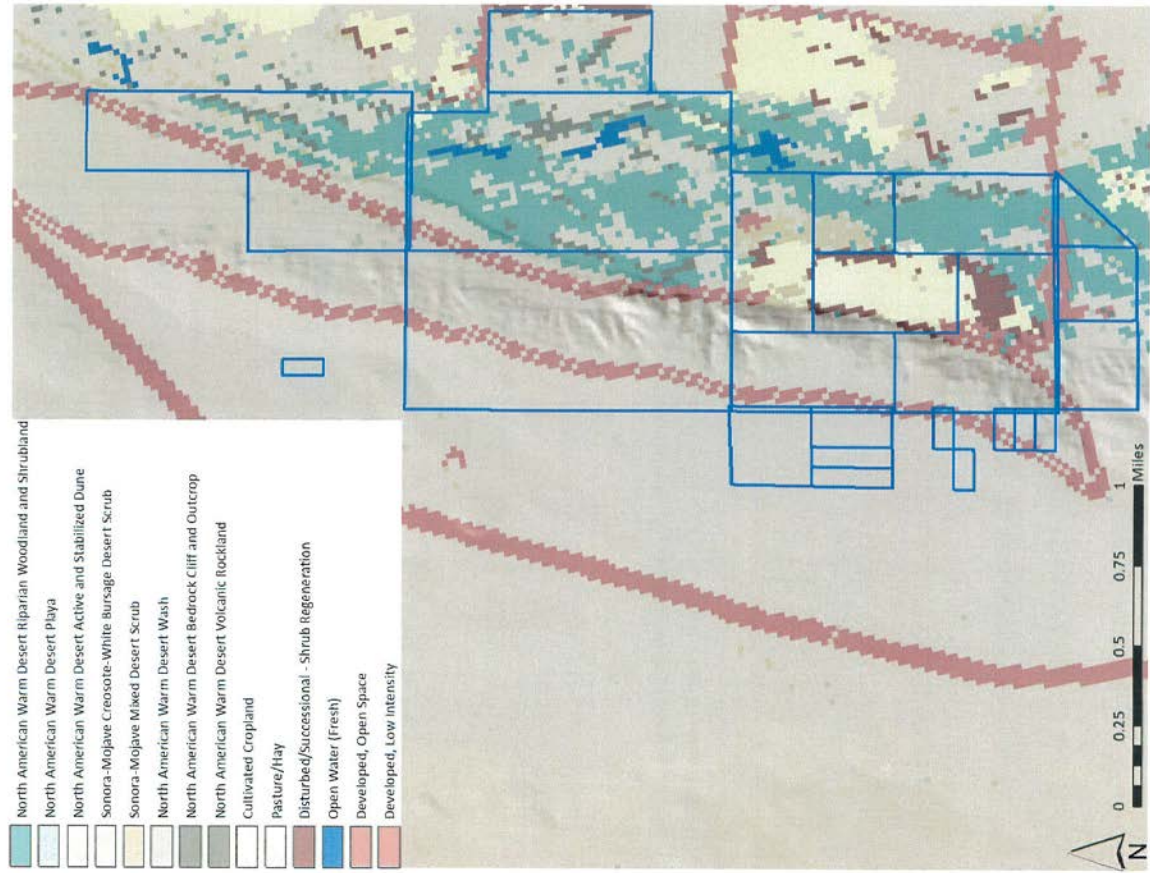 North American Warm Desert Riparian Woodland and Shrubland
North American Warm Desert Playa
North American Warm Desert Active and Stabilized Dune
Sonora-Mojave Creosote-White Bursage Desert Scrub
Sonora-Mojave Mixed Desert Scrub
North American Warm Desert Wash
North American Warm Desert Bedrock Cliff and Outcrop
North American Warm Desert Volcanic Rockland
Cultivated Cropland
Pasture/Hay
Disturbed/Successional - Shrub Regeneration
Open Water (Fresh)
Developed, Open Space
Developed, Low Intensity
0 0.25 0.5 0.75 1
Miles
N